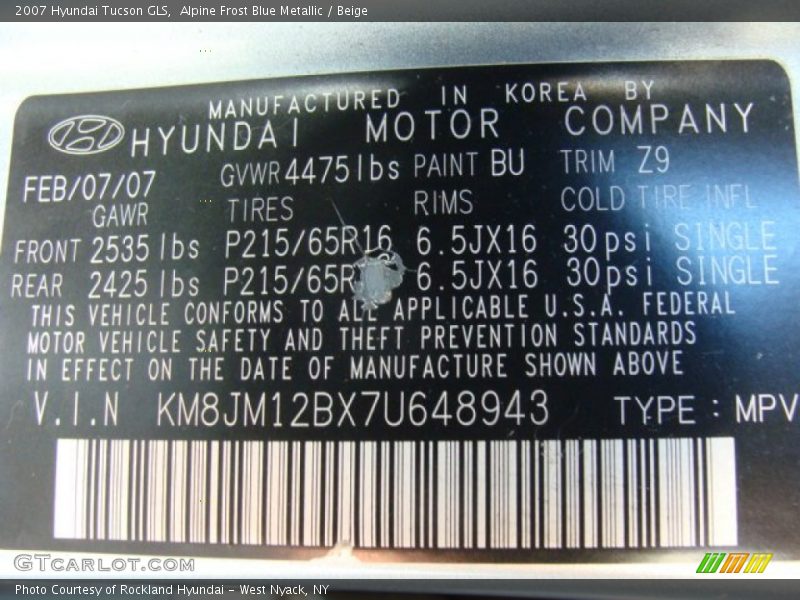 2007 Hyundai Tucson GLS,  Alpine Frost Blue Metallic / Beige
MANUFACTURED IN KOREA BY
HYUNDAI MOTOR COMPANY
FEB/07/07 GVWR 4475lbs PAINT BU TRIM Z9
GAWR TIRES RIMS COLD TIRE INFL
FRONT 2535 lbs P215/65R16 6.5JX16 30psi SINGLE
REAR 2425 lbs 6.5JX16 30psi SINGLE
THIS VEHICLE CONFORMS TO ALL APPLICABLE U.S.A. FEDERAL
MOTOR VEHICLE SAFETY AND THEFT PREVENTION STANDARDS
IN EFFECT ON THE DATE OF MANUFACTURE SHOWN ABOVE
V.I.N KM8JM12BX7U648943 TYPE : MPV
GTCARLOT.COM
Photo Courtesy of Rockland Hyundai - West Nyack, NY